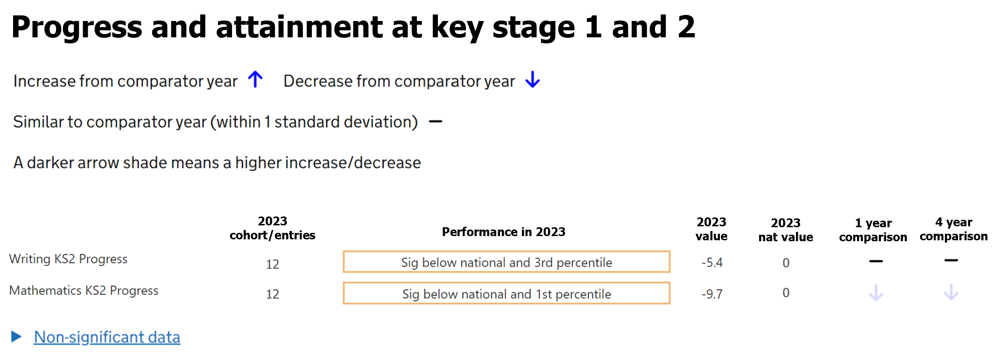 Progress and attainment at key stage 1 and 2
Increase from comparator year ↑ Decrease from comparator year ↓
Similar to comparator year (within 1 standard deviation) —
A darker arrow shade means a higher increase/decrease
2023 cohort/entries Performance in 2023 2023 value 2023 nat value 1 year comparison 4 year comparison
Writing KS2 Progress 12 Sig below national and 3rd percentile -5.4 0 — —
Mathematics KS2 Progress 12 Sig below national and 1st percentile -9.7 0 ↓ ↓
▶ Non-significant data